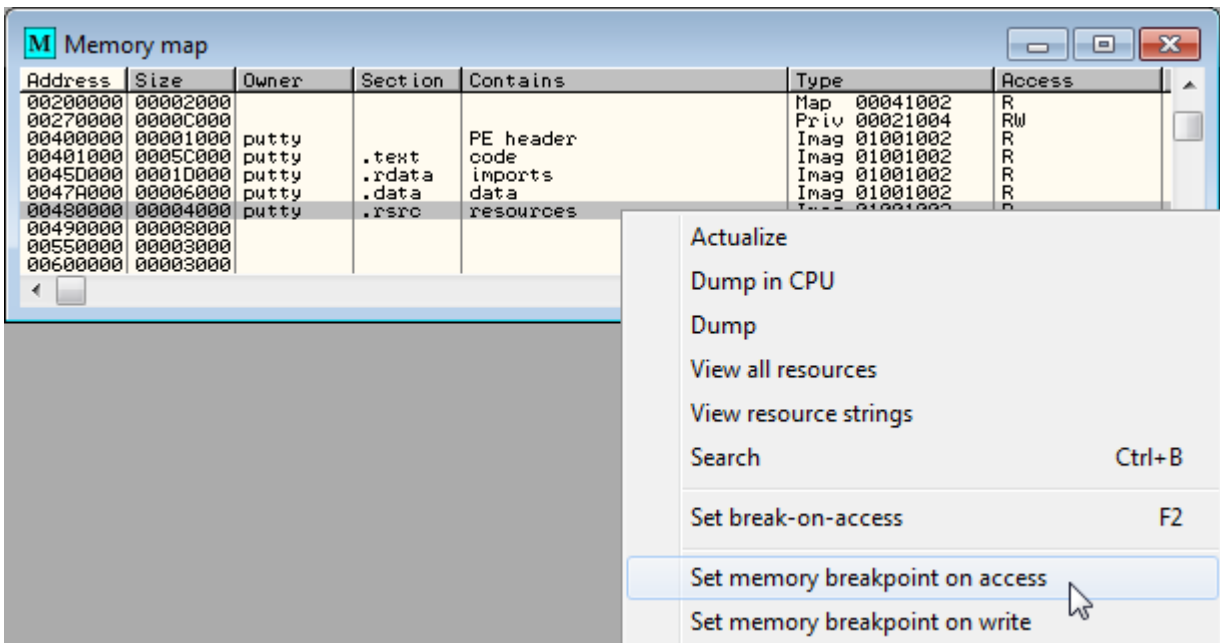 M Memory map
Address Size Owner Section Contains Type Access
00200000 00002000 Map 00041002 R
00270000 0000C000 Priv 00021004 RW
00400000 00001000 putty PE header Imag 01001002 R
00401000 0005C000 putty .text code Imag 01001002 R
0045D000 0001D000 putty .rdata imports Imag 01001002 R
0047A000 00006000 putty .data data Imag 01001002 R
00480000 00004000 putty .rsrc resources
00490000 00008000
00550000 00003000
00600000 00003000
Actualize
Dump in CPU
Dump
View all resources
View resource strings
Search Ctrl+B
Set break-on-access F2
Set memory breakpoint on access
Set memory breakpoint on write